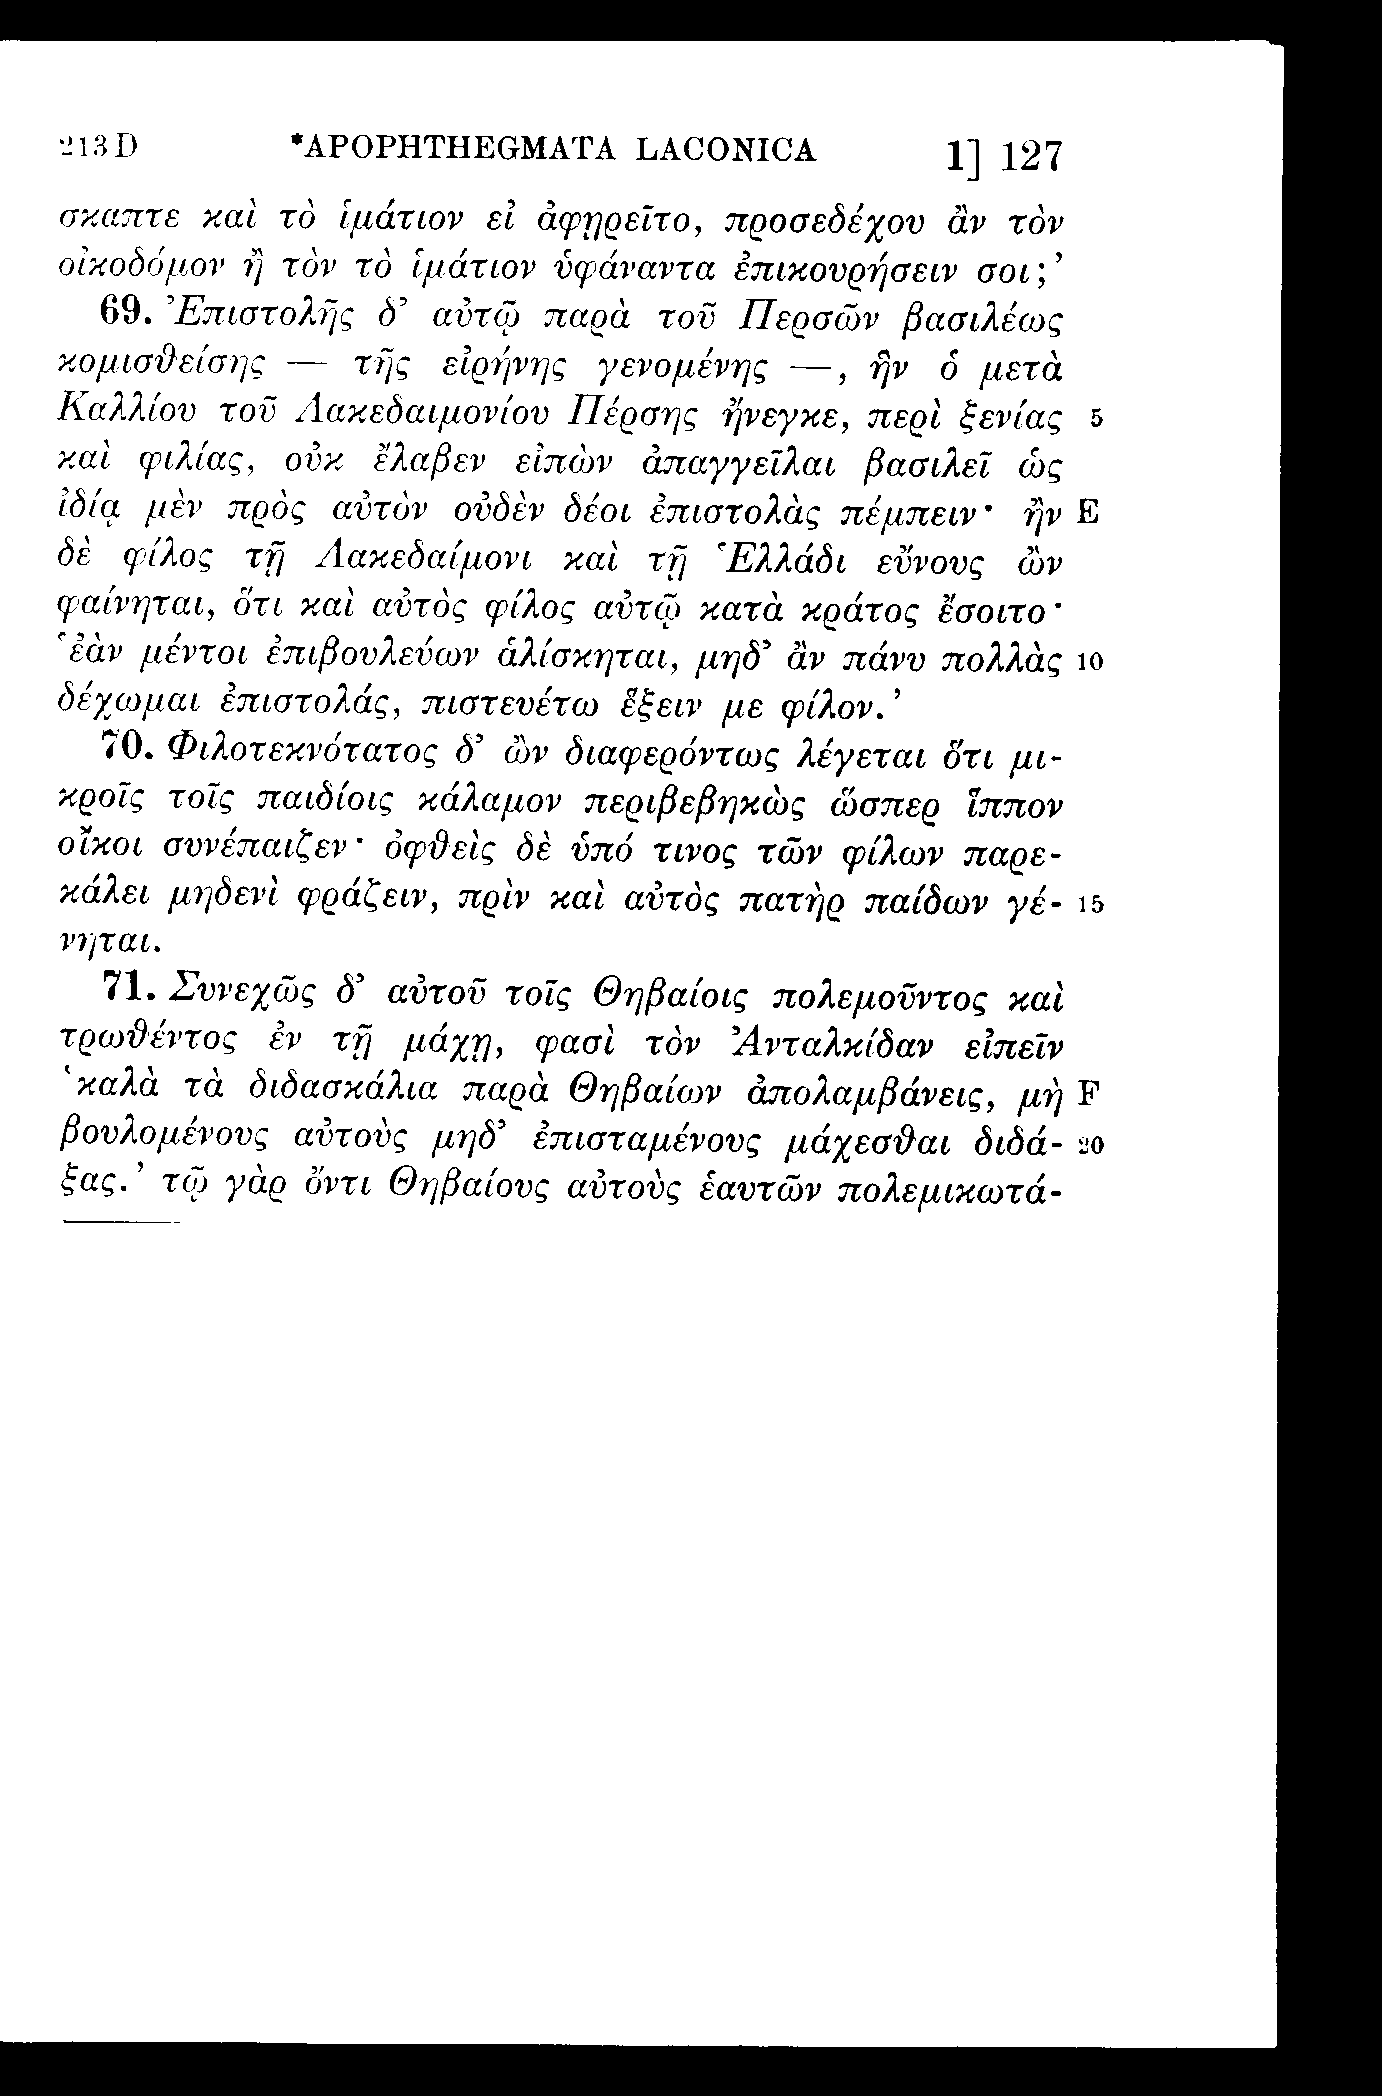 213 D *APOPHTHEGMATA LACONICA 1] 127
σκαπτε καὶ τὸ ἱμάτιον εἰ ἀφῃρεῖτο, προσεδέχου ἂν τὸν
οἰκοδόμον ἢ τὸν τὸ ἱμάτιον ὑφάναντα ἐπικουρήσειν σοι;’
69. Ἐπιστολῆς δ’ αὐτῷ παρὰ τοῦ Περσῶν βασιλέως
κομισθείσης — τῆς εἰρήνης γενομένης —, ἣν ὁ μετὰ
Καλλίου τοῦ Λακεδαιμονίου Πέρσης ἤνεγκε, περὶ ξενίας 5
καὶ φιλίας, οὐκ ἔλαβεν εἰπὼν ἀπαγγεῖλαι βασιλεῖ ὡς
ἰδίᾳ μὲν πρὸς αὐτὸν οὐδὲν δέοι ἐπιστολὰς πέμπειν· ἢν E
δὲ φίλος τῇ Λακεδαίμονι καὶ τῇ Ἑλλάδι εὔνους ὢν
φαίνηται, ὅτι καὶ αὐτὸς φίλος αὐτῷ κατὰ κράτος ἔσοιτο·
‘ἐὰν μέντοι ἐπιβουλεύων ἁλίσκηται, μηδ’ ἂν πάνυ πολλὰς 10
δέχωμαι ἐπιστολάς, πιστευέτω ἕξειν με φίλον.’
70. Φιλοτεκνότατος δ’ ὢν διαφερόντως λέγεται ὅτι μι-
κροῖς τοῖς παιδίοις κάλαμον περιβεβηκὼς ὥσπερ ἵππον
οἴκοι συνέπαιζεν· ὀφθεὶς δὲ ὑπό τινος τῶν φίλων παρε-
κάλει μηδενὶ φράζειν, πρὶν καὶ αὐτὸς πατὴρ παίδων γέ- 15
νηται.
71. Συνεχῶς δ’ αὐτοῦ τοῖς Θηβαίοις πολεμοῦντος καὶ
τρωθέντος ἐν τῇ μάχῃ, φασὶ τὸν Ἀνταλκίδαν εἰπεῖν
‘καλὰ τὰ διδασκάλια παρὰ Θηβαίων ἀπολαμβάνεις, μὴ F
βουλομένους αὐτοὺς μηδ’ ἐπισταμένους μάχεσθαι διδά- 20
ξας.’ τῷ γὰρ ὄντι Θηβαίους αὐτοὺς ἑαυτῶν πολεμικωτά-